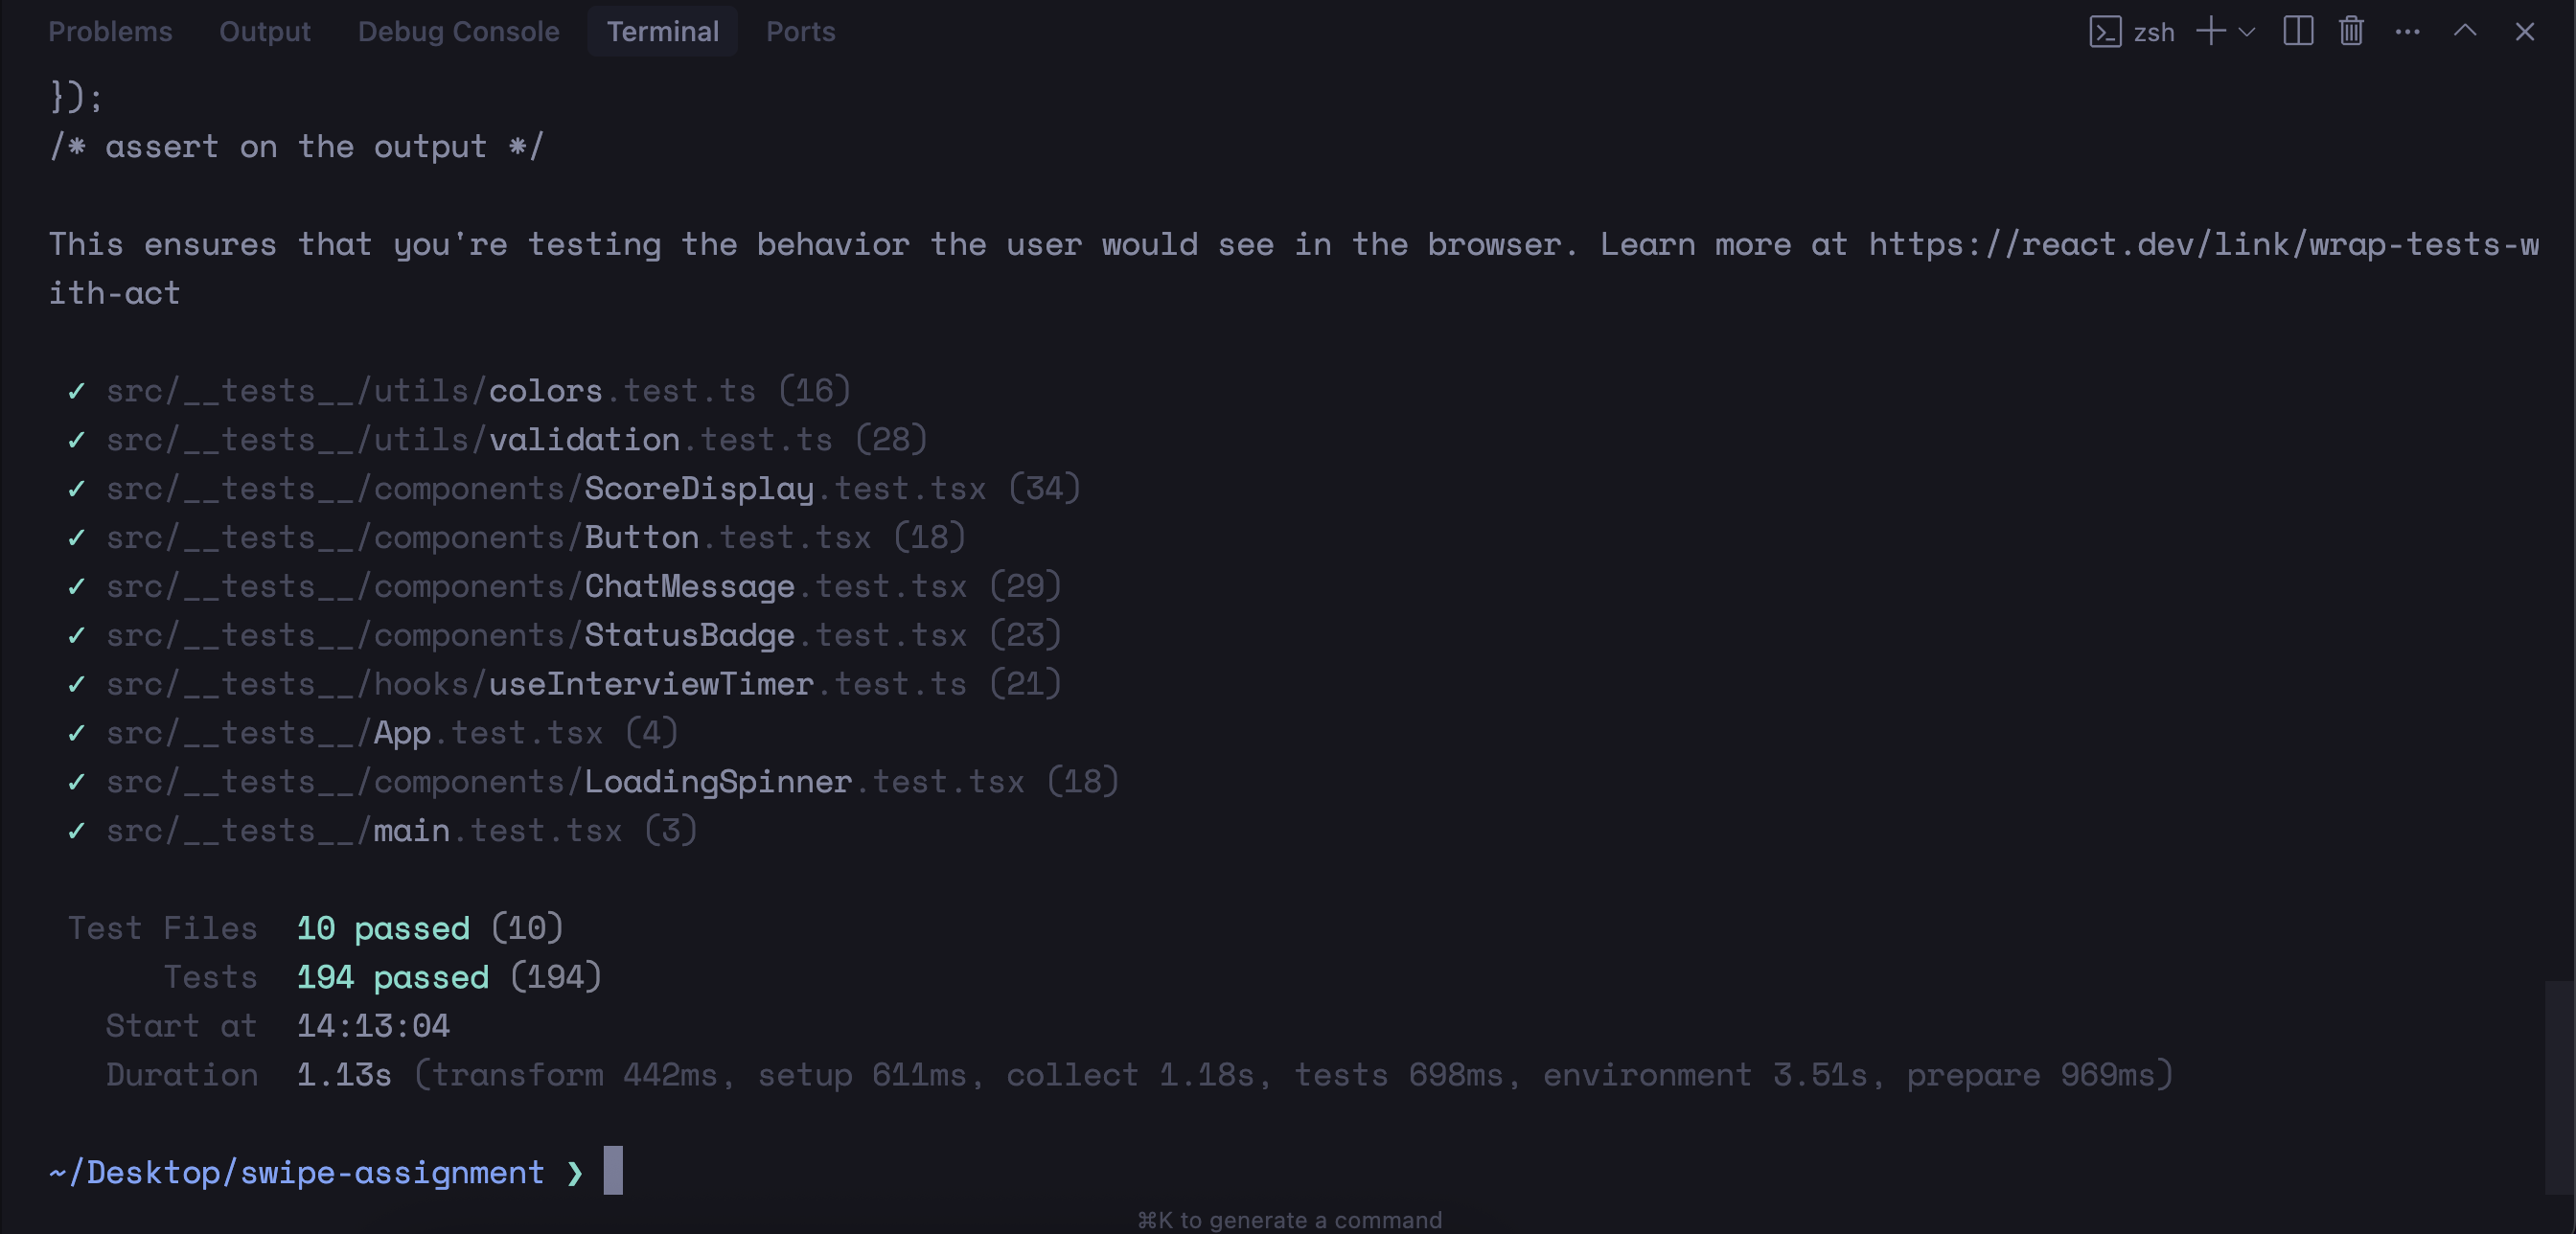 Problems Output Debug Console Terminal Ports zsh
});
/* assert on the output */
This ensures that you're testing the behavior the user would see in the browser. Learn more at https://react.dev/link/wrap-tests-w
ith-act
✓ src/__tests__/utils/colors.test.ts (16)
✓ src/__tests__/utils/validation.test.ts (28)
✓ src/__tests__/components/ScoreDisplay.test.tsx (34)
✓ src/__tests__/components/Button.test.tsx (18)
✓ src/__tests__/components/ChatMessage.test.tsx (29)
✓ src/__tests__/components/StatusBadge.test.tsx (23)
✓ src/__tests__/hooks/useInterviewTimer.test.ts (21)
✓ src/__tests__/App.test.tsx (4)
✓ src/__tests__/components/LoadingSpinner.test.tsx (18)
✓ src/__tests__/main.test.tsx (3)
Test Files 10 passed (10)
Tests 194 passed (194)
Start at 14:13:04
Duration 1.13s (transform 442ms, setup 611ms, collect 1.18s, tests 698ms, environment 3.51s, prepare 969ms)
~/Desktop/swipe-assignment ❯
⌘K to generate a command